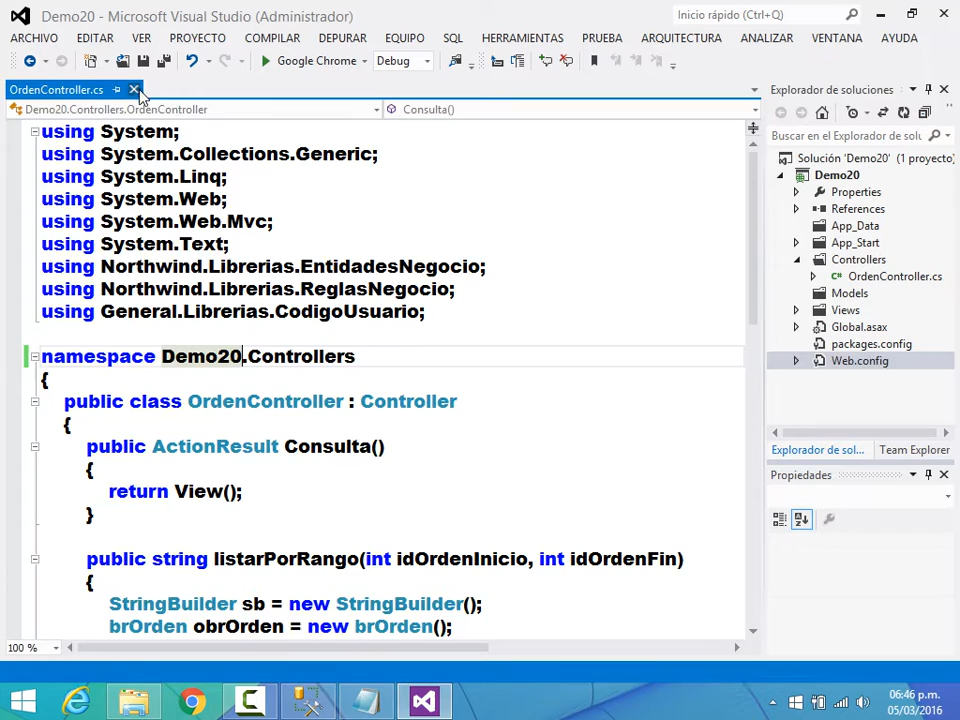 Demo20 - Microsoft Visual Studio (Administrador)
Inicio rápido (Ctrl+Q)
ARCHIVO EDITAR VER PROYECTO COMPILAR DEPURAR EQUIPO SQL HERRAMIENTAS PRUEBA ARQUITECTURA ANALIZAR VENTANA AYUDA
Google Chrome Debug
OrdenController.cs
Demo20.Controllers.OrdenController Consulta()
using System;
using System.Collections.Generic;
using System.Linq;
using System.Web;
using System.Web.Mvc;
using System.Text;
using Northwind.Librerias.EntidadesNegocio;
using Northwind.Librerias.ReglasNegocio;
using General.Librerias.CodigoUsuario;
namespace Demo20.Controllers
{
public class OrdenController : Controller
{
public ActionResult Consulta()
{
return View();
}
public string listarPorRango(int idOrdenInicio, int idOrdenFin)
{
StringBuilder sb = new StringBuilder();
brOrden obrOrden = new brOrden();
100 %
Explorador de soluciones
Buscar en el Explorador de solu
Solución 'Demo20' (1 proyecto)
Demo20
Properties
References
App_Data
App_Start
Controllers
C# OrdenController.cs
Models
Views
Global.asax
packages.config
Web.config
Explorador de sol... Team Explorer
Propiedades
06:46 p.m.
05/03/2016